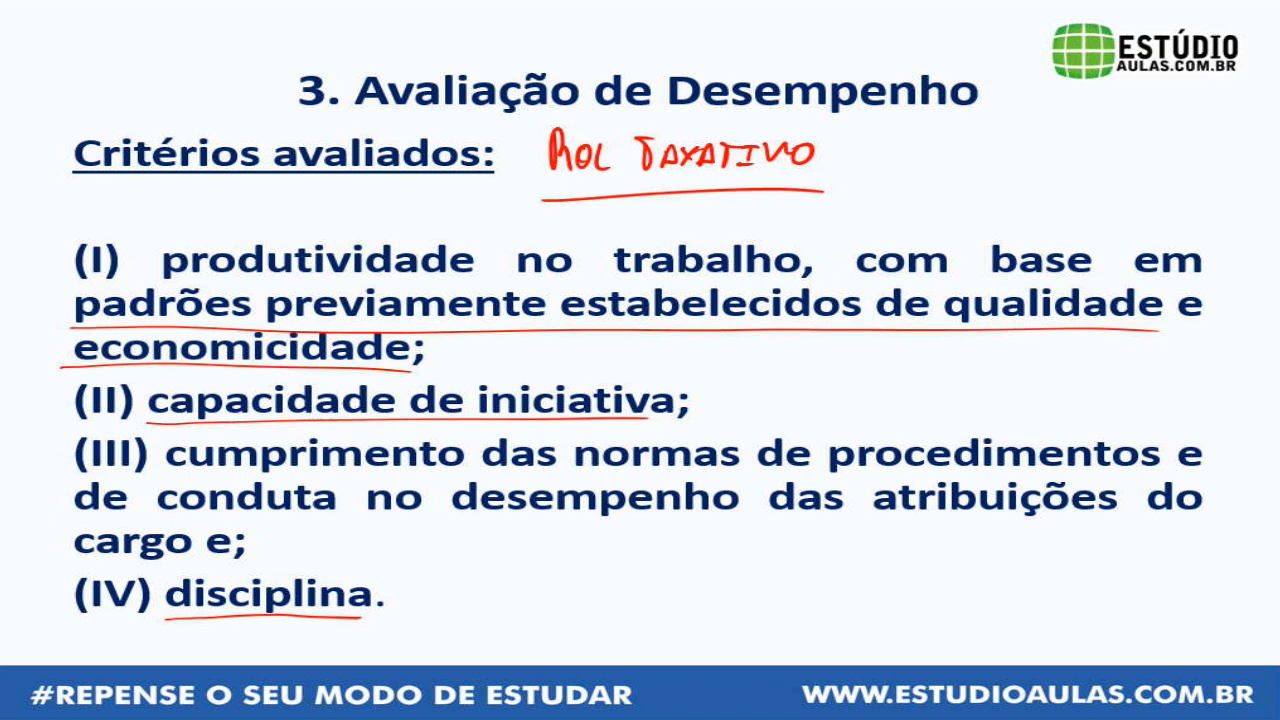 ESTÚDIO
AULAS.COM.BR
3. Avaliação de Desempenho
Critérios avaliados: ROL TAXATIVO
(I) produtividade no trabalho, com base em
padrões previamente estabelecidos de qualidade e
economicidade;
(II) capacidade de iniciativa;
(III) cumprimento das normas de procedimentos e
de conduta no desempenho das atribuições do
cargo e;
(IV) disciplina.
#REPENSE O SEU MODO DE ESTUDAR WWW.ESTUDIOAULAS.COM.BR